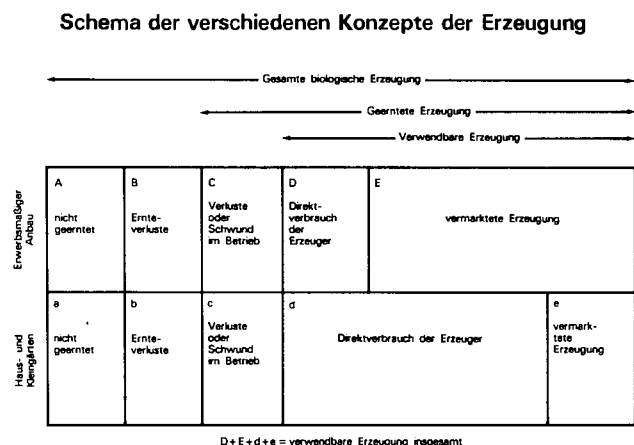 Schema der verschiedenen Konzepte der Erzeugung
Gesamte biologische Erzeugung
Geerntete Erzeugung
Verwendbare Erzeugung
Erwerbsmäßiger
Anbau
A
nicht
geerntet
B
Ernte-
verluste
C
Verluste
oder
Schwund
im Betrieb
D
Direkt-
verbrauch
der
Erzeuger
E
vermarktete Erzeugung
Haus- und
Kleingärten
a
nicht
geerntet
b
Ernte-
verluste
c
Verluste
oder
Schwund
im Betrieb
d
Direktverbrauch der Erzeuger
e
vermark-
tete
Erzeugung
D + E + d + e = verwendbare Erzeugung insgesamt